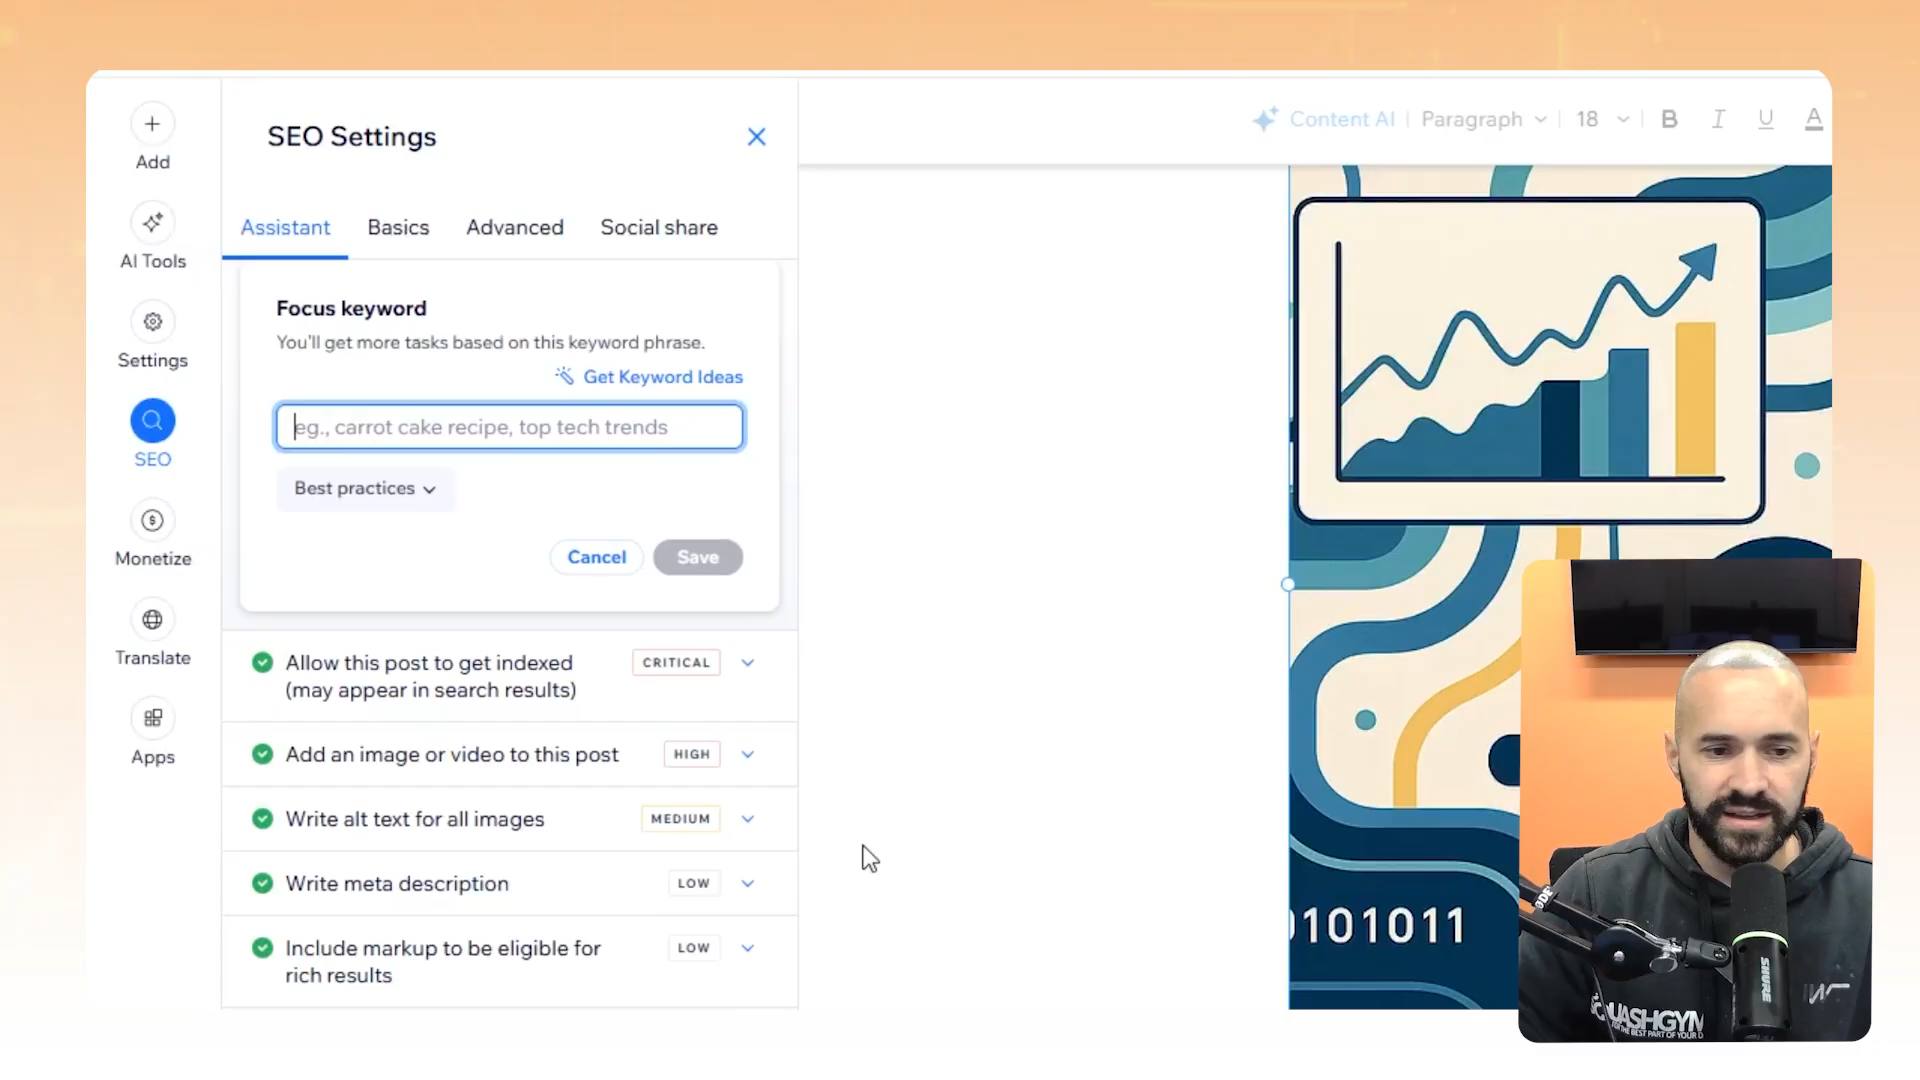 Add
AI Tools
Settings
SEO
Monetize
Translate
Apps
SEO Settings
Assistant
Basics
Advanced
Social share
Focus keyword
You'll get more tasks based on this keyword phrase.
Get Keyword Ideas
eg., carrot cake recipe, top tech trends
Best practices
Cancel
Save
Allow this post to get indexed
(may appear in search results)
CRITICAL
Add an image or video to this post
HIGH
Write alt text for all images
MEDIUM
Write meta description
LOW
Include markup to be eligible for
rich results
LOW
Content AI
Paragraph
18
B
I
U
A
101011
SHURE